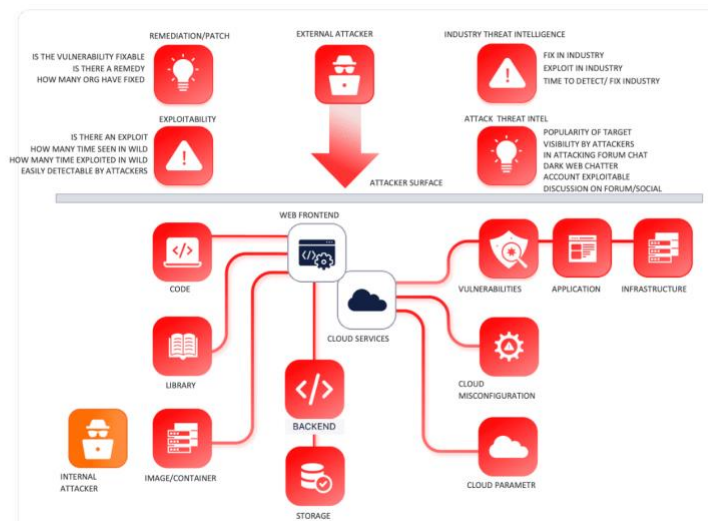 REMEDIATION/PATCH
IS THE VULNERABILITY FIXABLE
IS THERE A REMEDY
HOW MANY ORG HAVE FIXED
EXPLOITABILITY
IS THERE AN EXPLOIT
HOW MANY TIME SEEN IN WILD
HOW MANY TIME EXPLOITED IN WILD
EASILY DETECTABLE BY ATTACKERS
EXTERNAL ATTACKER
INDUSTRY THREAT INTELLIGENCE
FIX IN INDUSTRY
EXPLOIT IN INDUSTRY
TIME TO DETECT/ FIX INDUSTRY
ATTACK THREAT INTEL
POPULARITY OF TARGET
VISIBILITY BY ATTACKERS
IN ATTACKING FORUM CHAT
DARK WEB CHATTER
ACCOUNT EXPLOITABLE
DISCUSSION ON FORUM/SOCIAL
ATTACKER SURFACE
WEB FRONTEND
CODE
CLOUD SERVICES
VULNERABILITIES
APPLICATION
INFRASTRUCTURE
LIBRARY
CLOUD
MISCONFIGURATION
BACKEND
INTERNAL
ATTACKER
IMAGE/CONTAINER
CLOUD PARAMETR
STORAGE